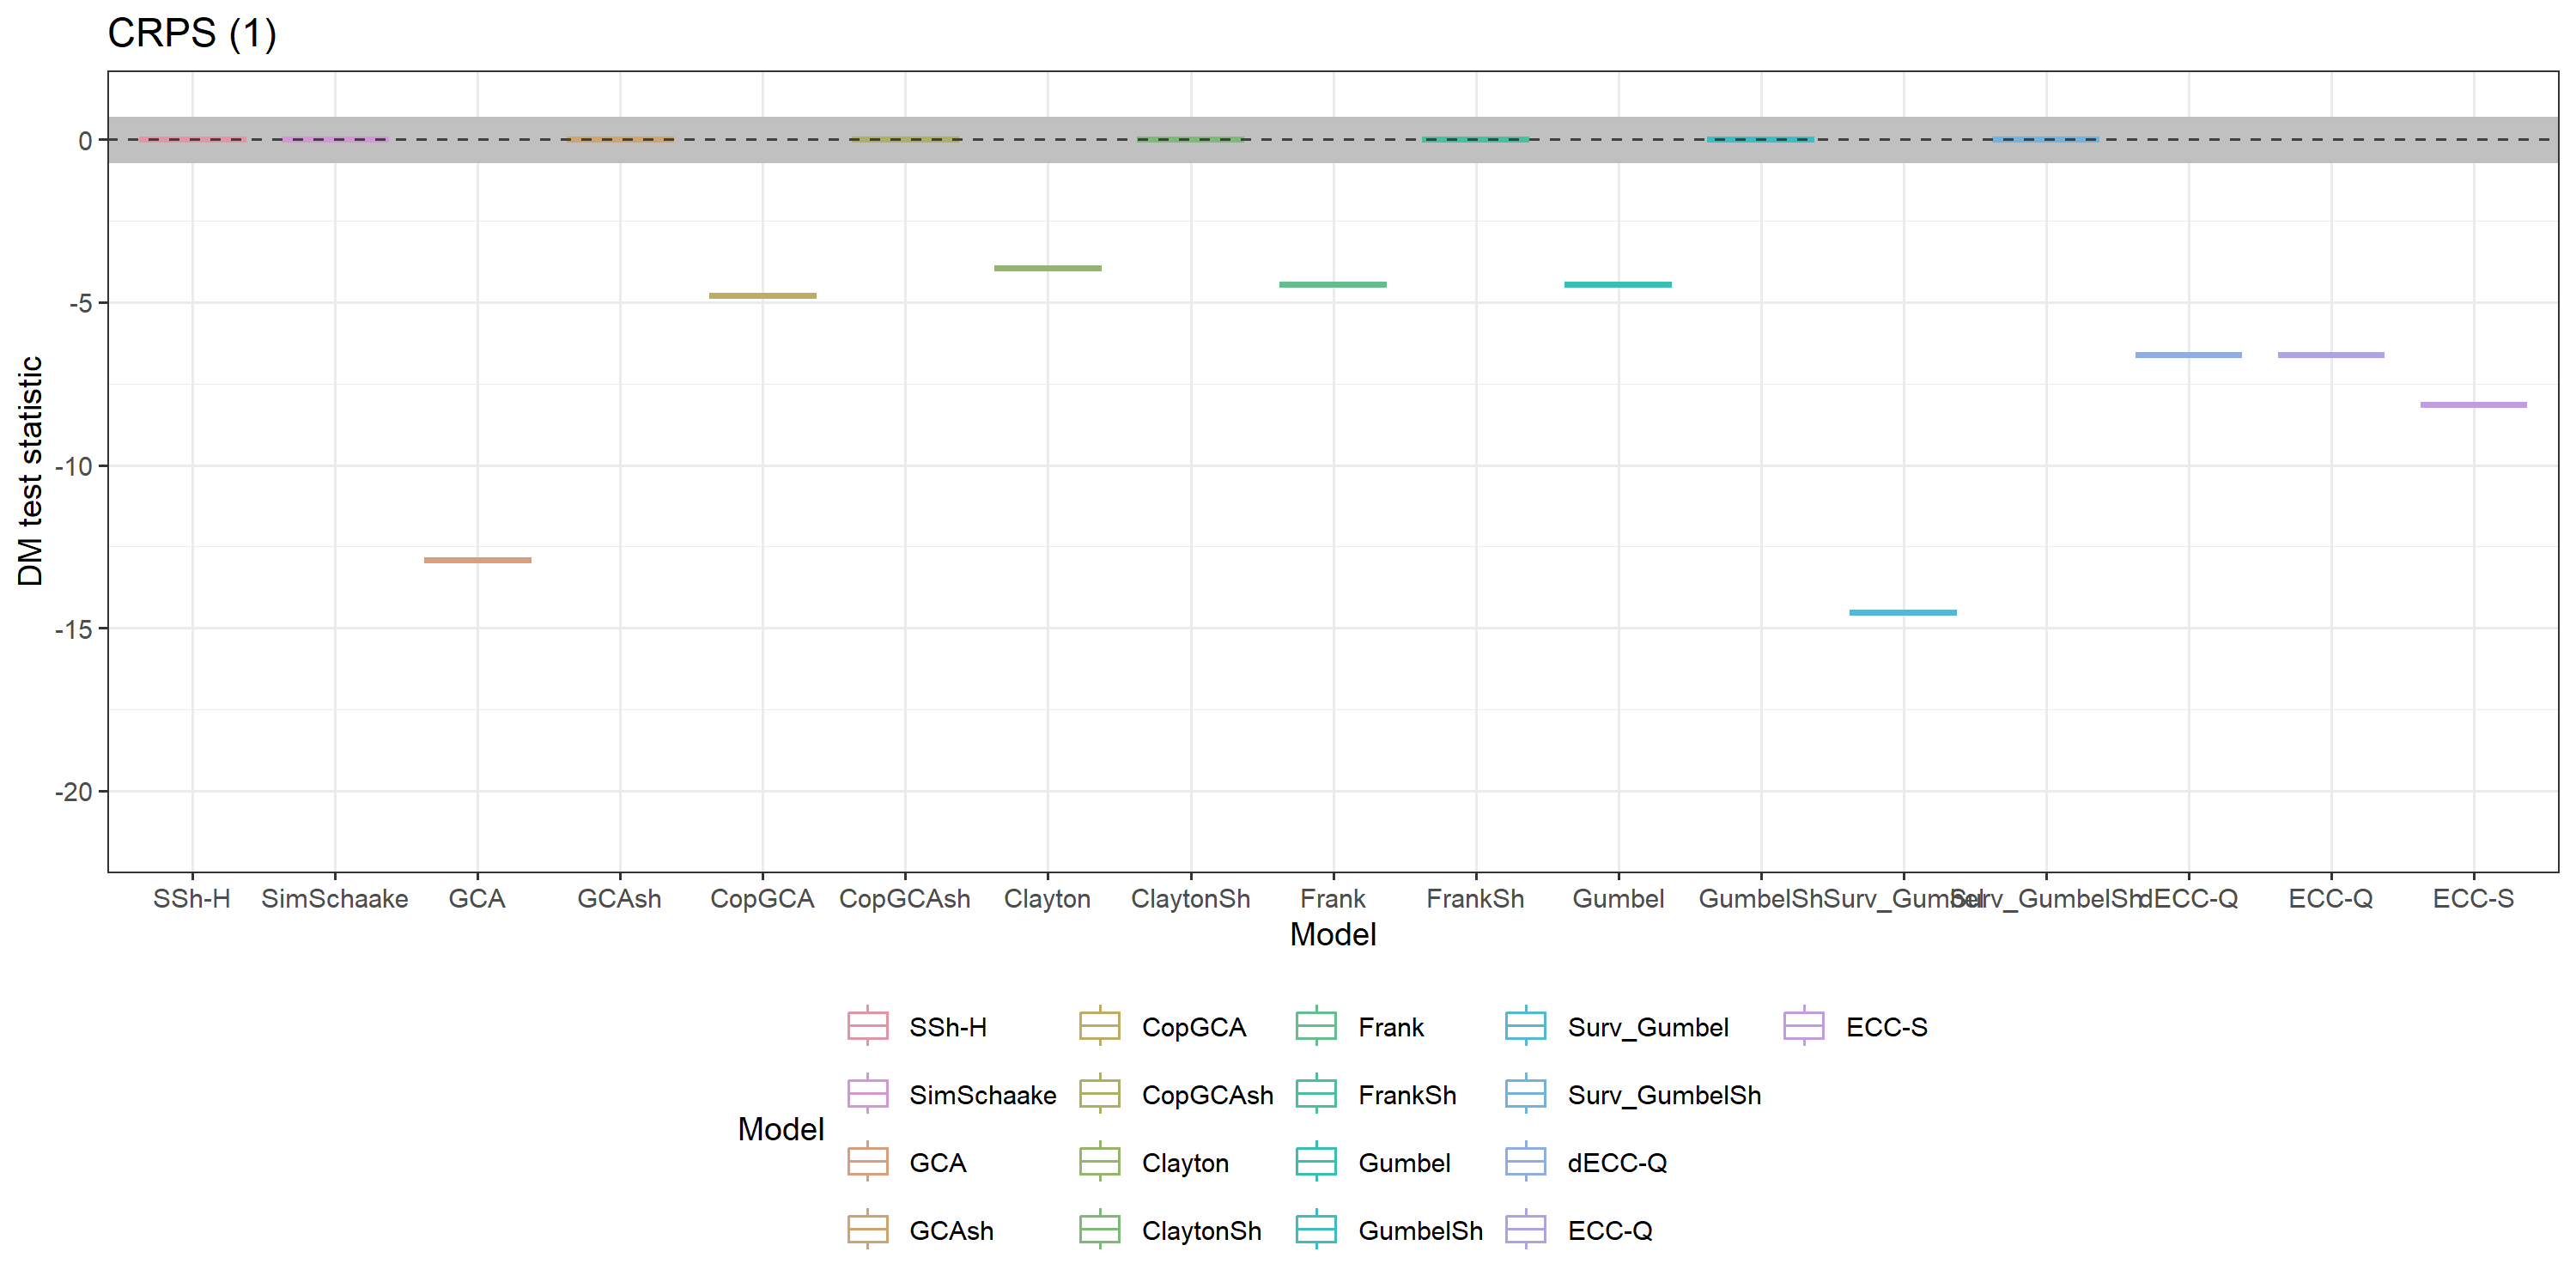 CRPS (1)
DM test statistic
0
-5
-10
-15
-20
SSh-H SimSchaake GCA GCAsh CopGCA CopGCAsh Clayton ClaytonSh Frank FrankSh Gumbel GumbelSh Surv_Gumbel Surv_GumbelSh dECC-Q ECC-Q ECC-S
Model
Model
SSh-H CopGCA Frank Surv_Gumbel ECC-S
SimSchaake CopGCAsh FrankSh Surv_GumbelSh
GCA Clayton Gumbel dECC-Q
GCAsh ClaytonSh GumbelSh ECC-Q